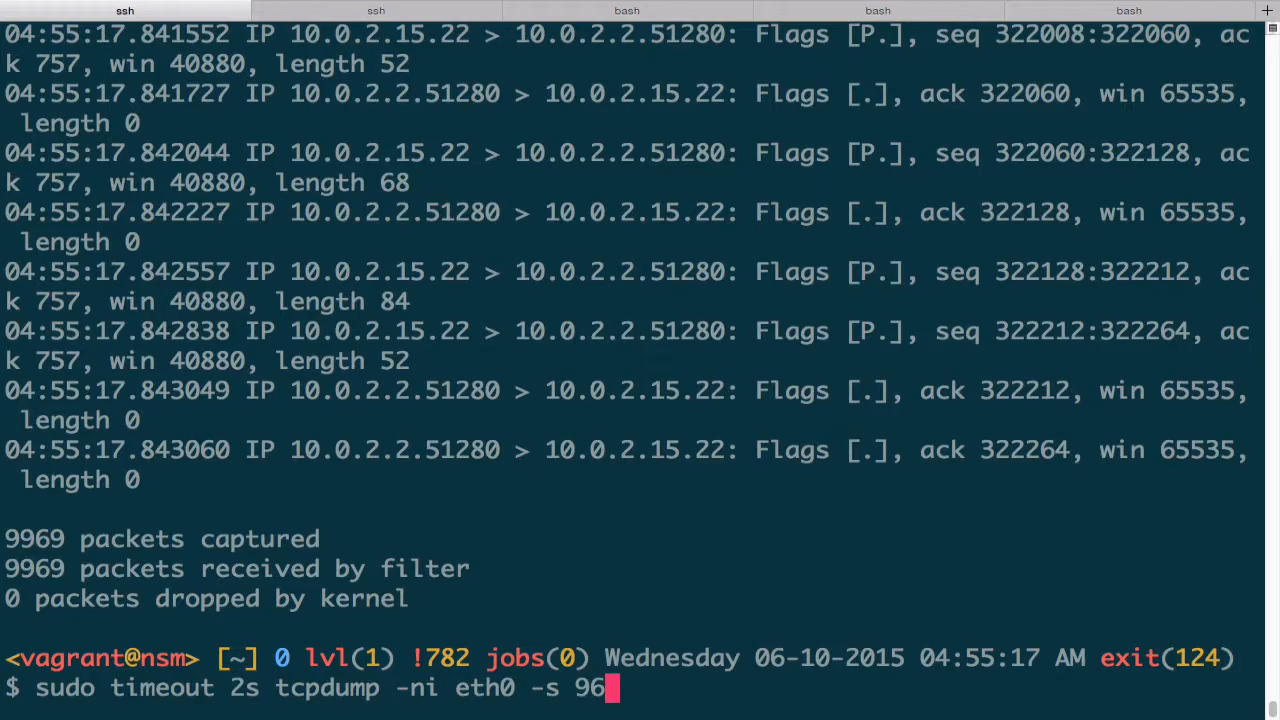 ssh ssh bash bash bash +
04:55:17.841552 IP 10.0.2.15.22 > 10.0.2.2.51280: Flags [P.], seq 322008:322060, ac
k 757, win 40880, length 52
04:55:17.841727 IP 10.0.2.2.51280 > 10.0.2.15.22: Flags [.], ack 322060, win 65535,
 length 0
04:55:17.842044 IP 10.0.2.15.22 > 10.0.2.2.51280: Flags [P.], seq 322060:322128, ac
k 757, win 40880, length 68
04:55:17.842227 IP 10.0.2.2.51280 > 10.0.2.15.22: Flags [.], ack 322128, win 65535,
 length 0
04:55:17.842557 IP 10.0.2.15.22 > 10.0.2.2.51280: Flags [P.], seq 322128:322212, ac
k 757, win 40880, length 84
04:55:17.842838 IP 10.0.2.15.22 > 10.0.2.2.51280: Flags [P.], seq 322212:322264, ac
k 757, win 40880, length 52
04:55:17.843049 IP 10.0.2.2.51280 > 10.0.2.15.22: Flags [.], ack 322212, win 65535,
 length 0
04:55:17.843060 IP 10.0.2.2.51280 > 10.0.2.15.22: Flags [.], ack 322264, win 65535,
 length 0
9969 packets captured
9969 packets received by filter
0 packets dropped by kernel
<vagrant@nsm> [~] 0 lvl(1) !782 jobs(0) Wednesday 06-10-2015 04:55:17 AM exit(124)
$ sudo timeout 2s tcpdump -ni eth0 -s 96